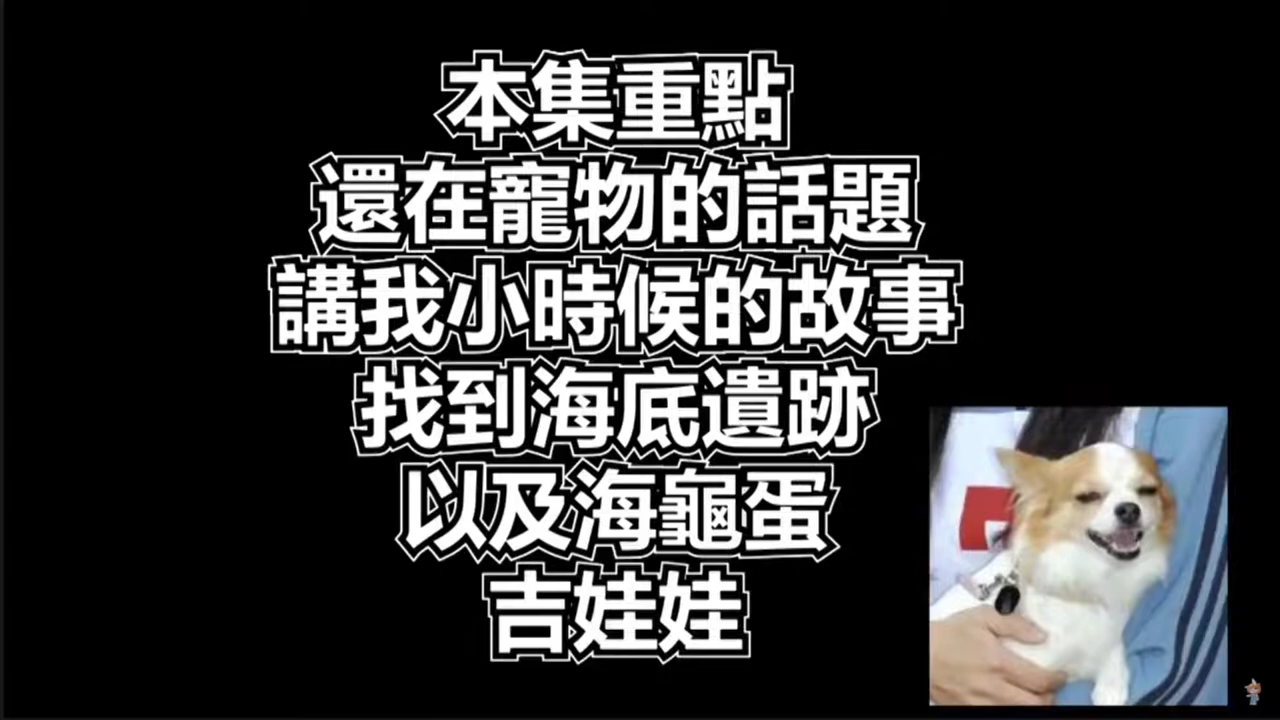 本集重點
還在寵物的話題
講我小時候的故事
找到海底遺跡
以及海龜蛋
吉娃娃